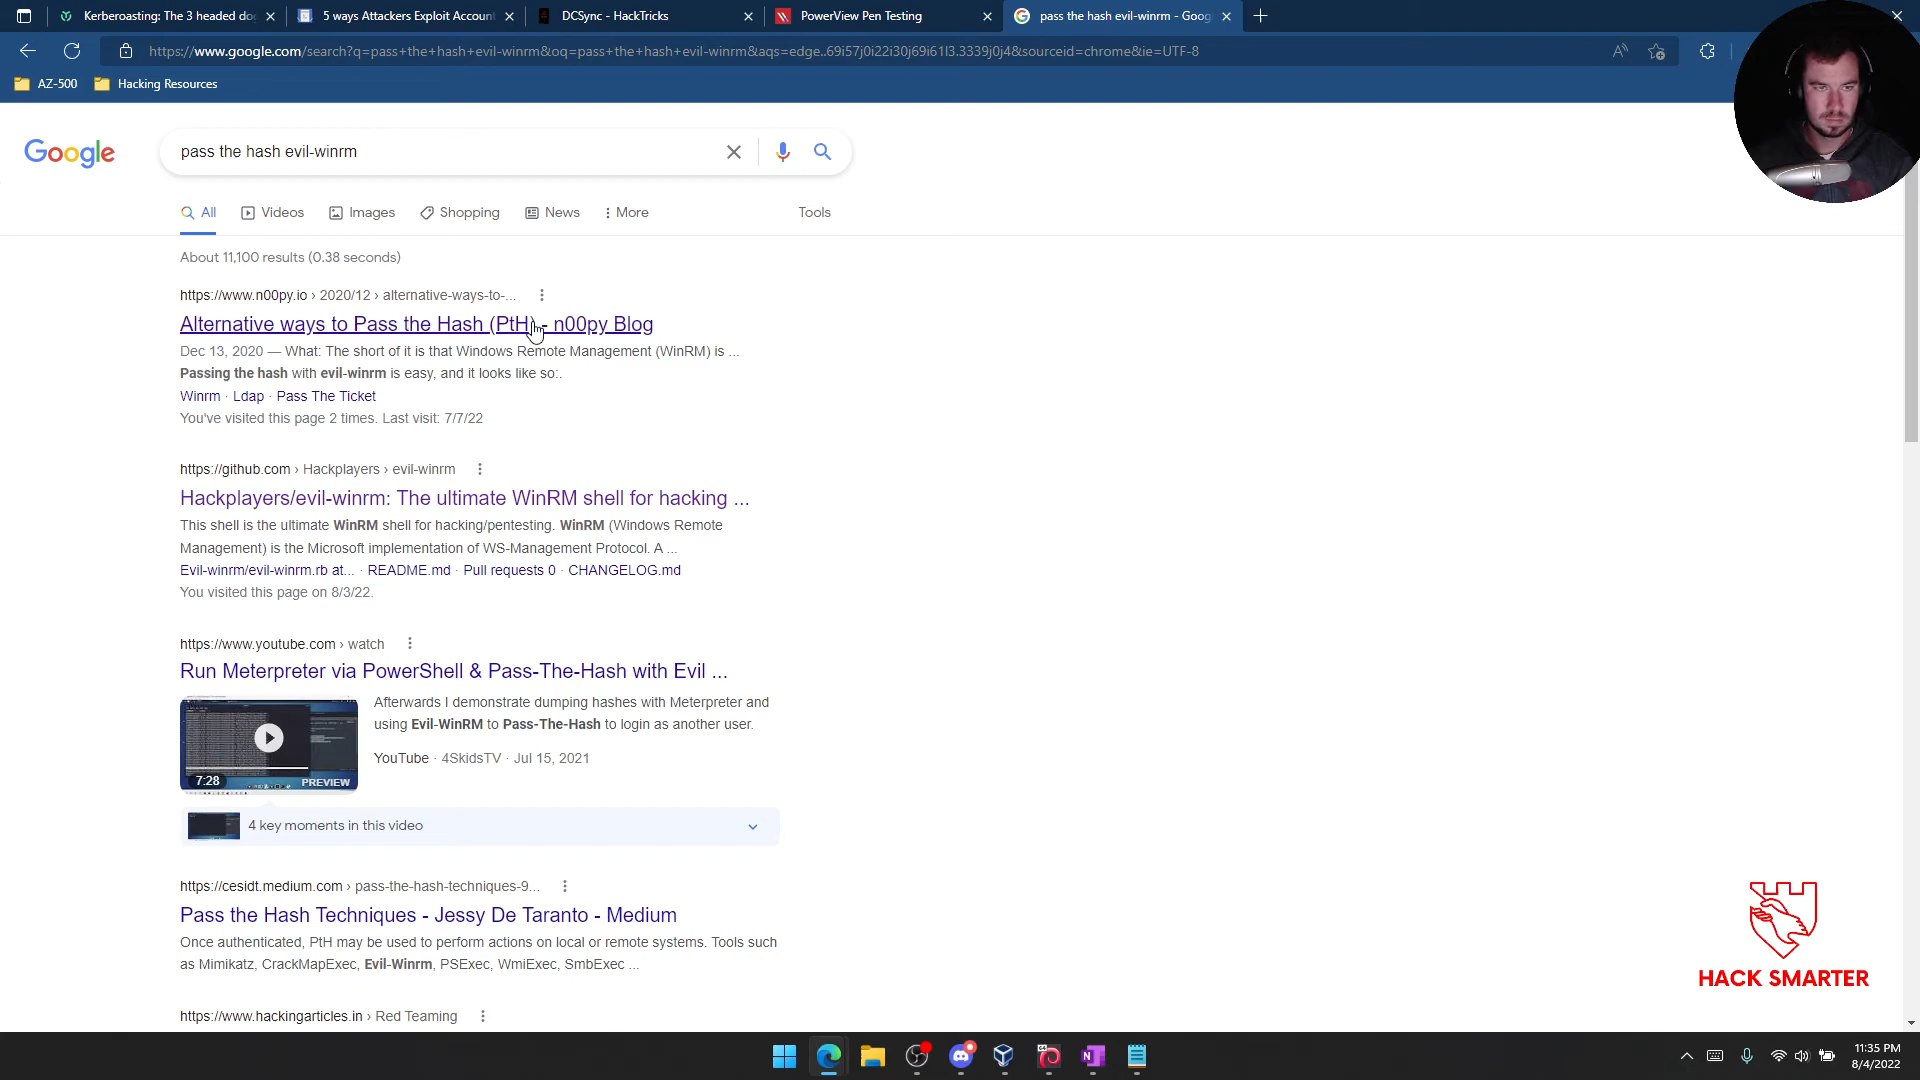 Kerberoasting: The 3 headed do
5 ways Attackers Exploit Account
DCSync - HackTricks
PowerView Pen Testing
pass the hash evil-winrm - Goog
https://www.google.com/search?q=pass+the+hash+evil-winrm&oq=pass+the+hash+evil-winrm&aqs=edge..69i57j0i22i30j69i61l3.3339j0j4&sourceid=chrome&ie=UTF-8
AZ-500
Hacking Resources
Google
pass the hash evil-winrm
All
Videos
Images
Shopping
News
More
Tools
About 11,100 results (0.38 seconds)
https://www.n00py.io › 2020/12 › alternative-ways-to-...
Alternative ways to Pass the Hash (PtH) - n00py Blog
Dec 13, 2020 — What: The short of it is that Windows Remote Management (WinRM) is ...
Passing the hash with evil-winrm is easy, and it looks like so:.
Winrm · Ldap · Pass The Ticket
You've visited this page 2 times. Last visit: 7/7/22
https://github.com › Hackplayers › evil-winrm
Hackplayers/evil-winrm: The ultimate WinRM shell for hacking ...
This shell is the ultimate WinRM shell for hacking/pentesting. WinRM (Windows Remote
Management) is the Microsoft implementation of WS-Management Protocol. A ...
Evil-winrm/evil-winrm.rb at... · README.md · Pull requests 0 · CHANGELOG.md
You visited this page on 8/3/22.
https://www.youtube.com › watch
Run Meterpreter via PowerShell & Pass-The-Hash with Evil ...
Afterwards I demonstrate dumping hashes with Meterpreter and
using Evil-WinRM to Pass-The-Hash to login as another user.
YouTube · 4SkidsTV · Jul 15, 2021
7:28
PREVIEW
4 key moments in this video
https://cesidt.medium.com › pass-the-hash-techniques-9...
Pass the Hash Techniques - Jessy De Taranto - Medium
Once authenticated, PtH may be used to perform actions on local or remote systems. Tools such
as Mimikatz, CrackMapExec, Evil-Winrm, PSExec, WmiExec, SmbExec ...
https://www.hackingarticles.in › Red Teaming
HACK SMARTER
11:35 PM
8/4/2022